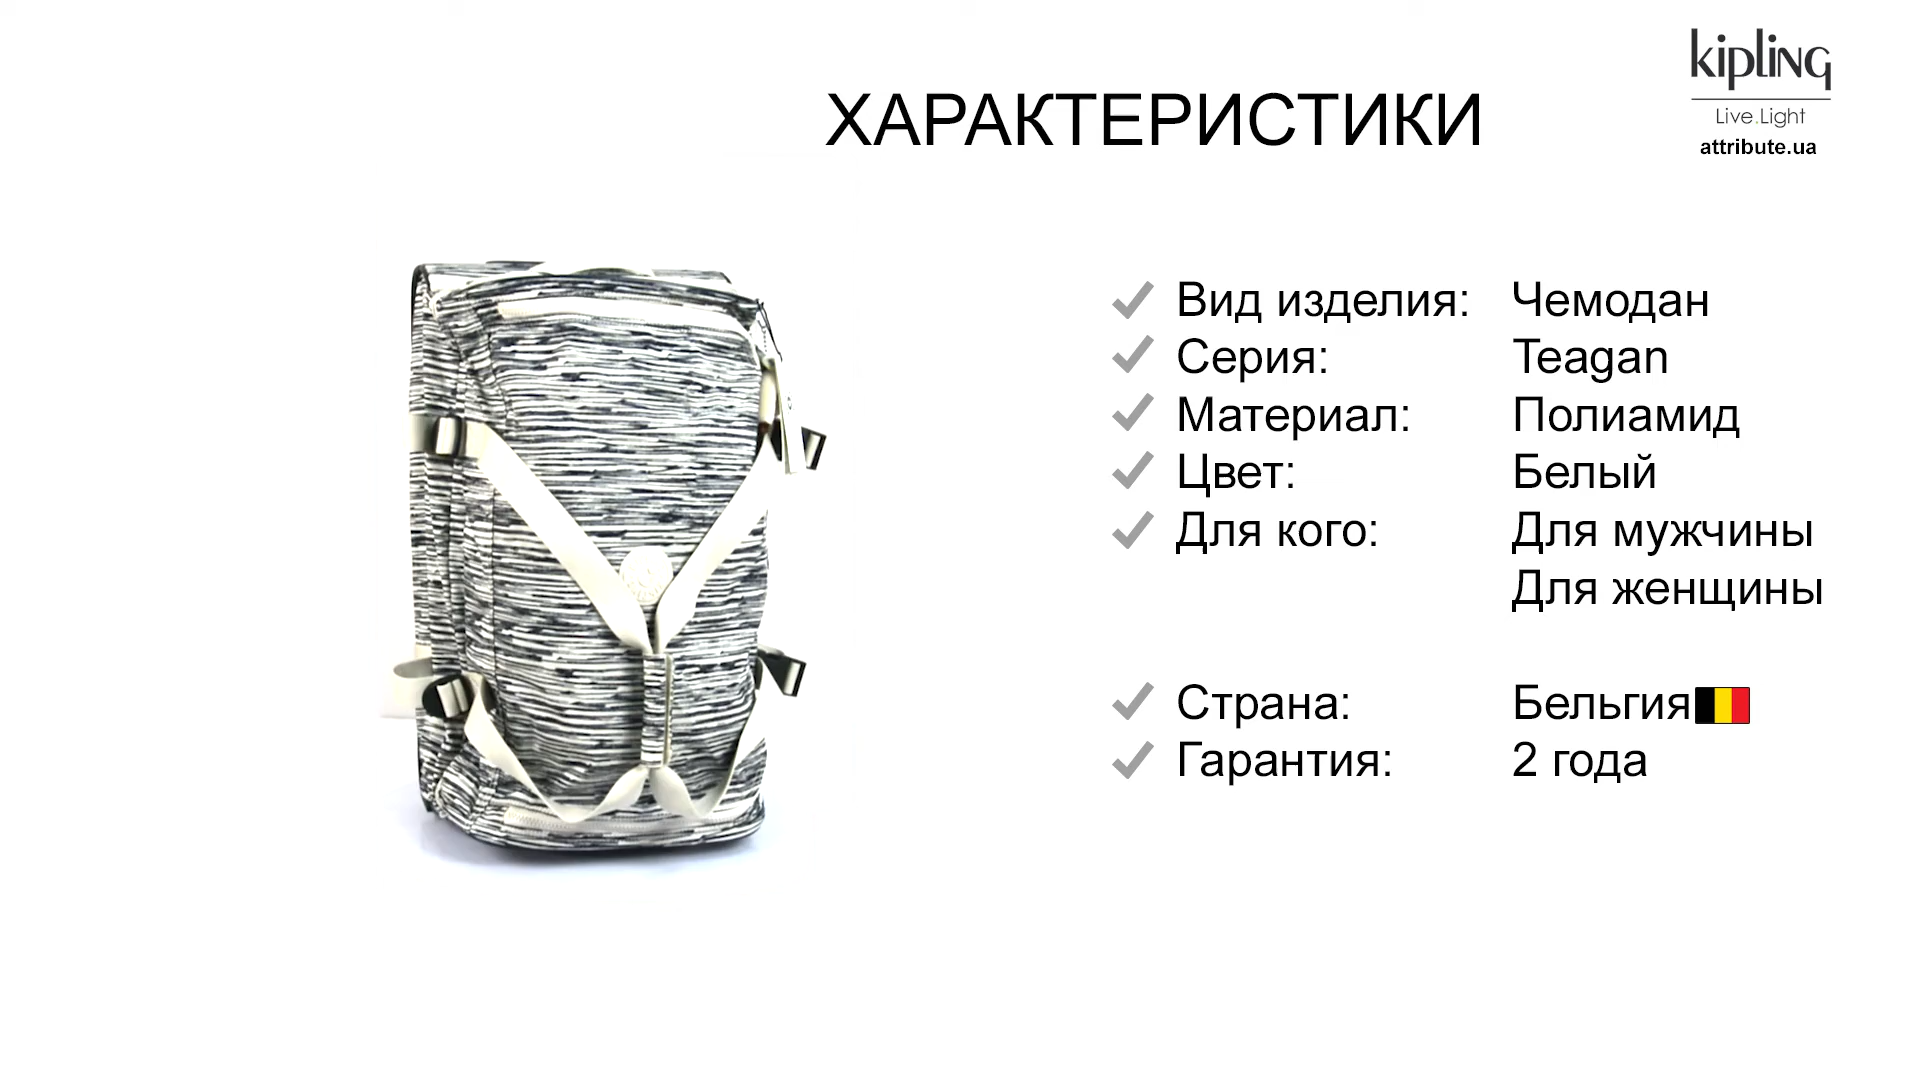 kipling
Live.Light
attribute.ua
ХАРАКТЕРИСТИКИ
Вид изделия: Чемодан
Серия: Teagan
Материал: Полиамид
Цвет: Белый
Для кого: Для мужчины
Для женщины
Страна: Бельгия
Гарантия: 2 года